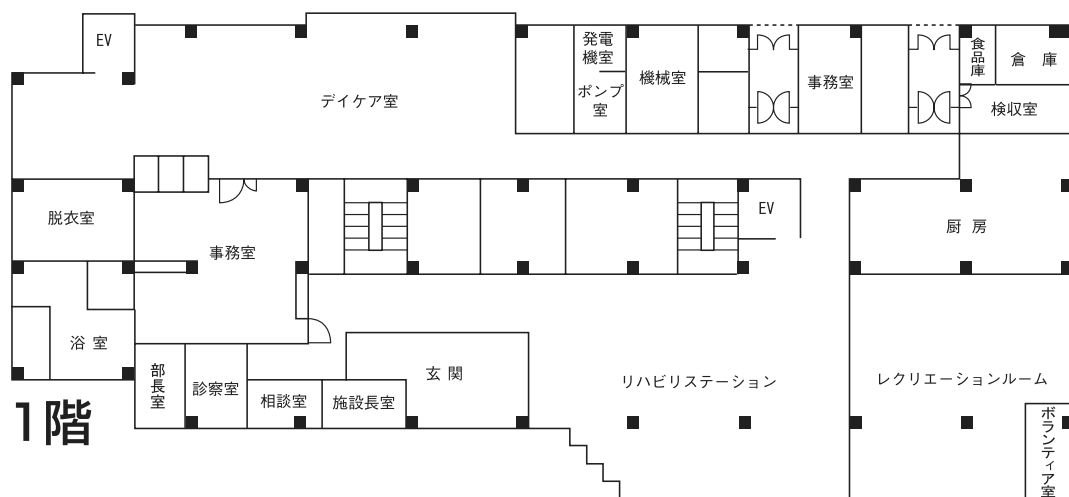 EV
デイケア室
発電
機室
ポンプ
室
機械室
事務室
食品庫
倉 庫
検収室
脱衣室
事務室
EV
厨 房
浴 室
部長室
診察室
相談室
施設長室
玄 関
リハビリステーション
レクリエーションルーム
ボランティア室
1階